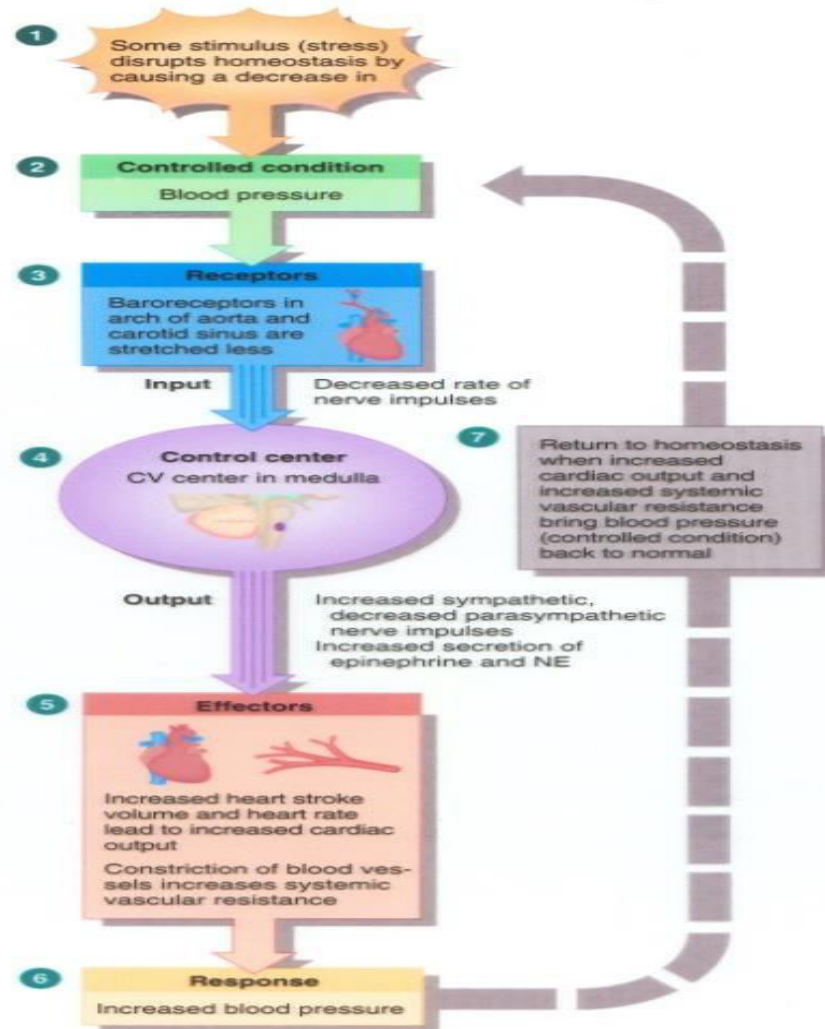 1
Some stimulus (stress)
disrupts homeostasis by
causing a decrease in
2
Controlled condition
Blood pressure
3
Receptors
Baroreceptors in
arch of aorta and
carotid sinus are
stretched less
Input
Decreased rate of
nerve impulses
4
Control center
CV center in medulla
Output
Increased sympathetic,
decreased parasympathetic
nerve impulses
Increased secretion of
epinephrine and NE
5
Effectors
Increased heart stroke
volume and heart rate
lead to increased cardiac
output
Constriction of blood ves-
sels increases systemic
vascular resistance
6
Response
Increased blood pressure
7
Return to homeostasis
when increased
cardiac output and
increased systemic
vascular resistance
bring blood pressure
(controlled condition)
back to normal